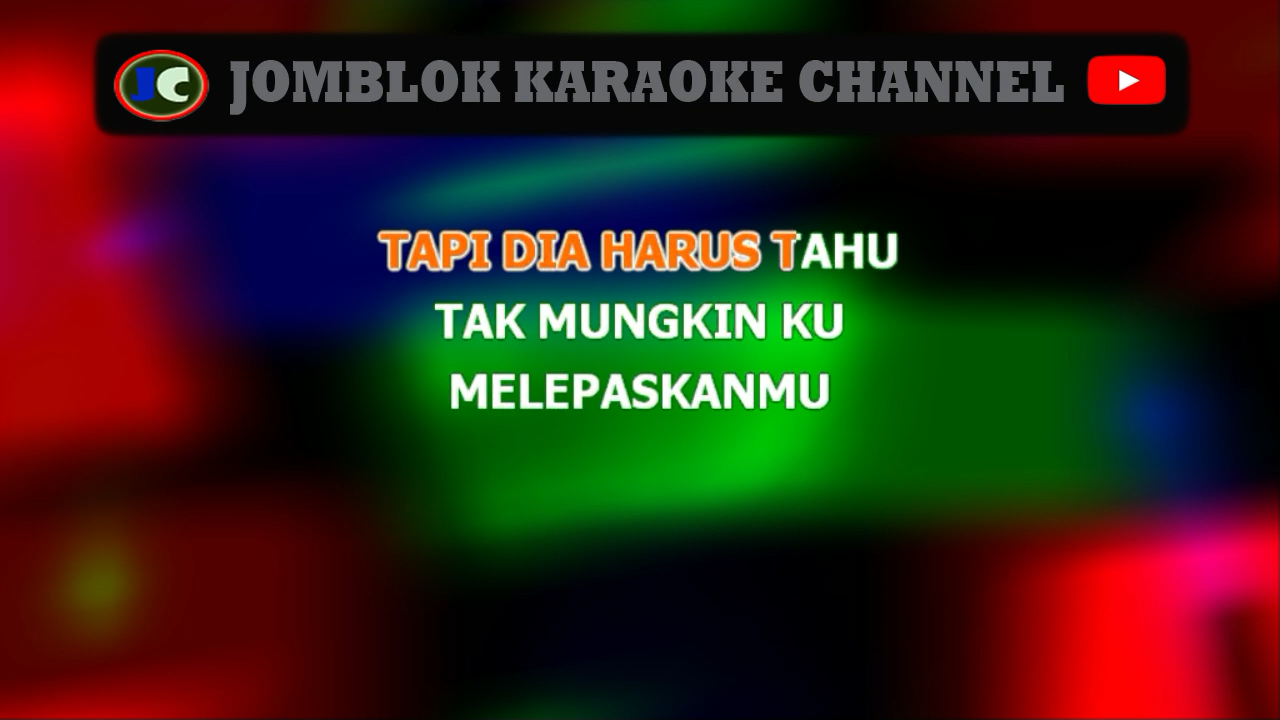 JC JOMBLOK KARAOKE CHANNEL
TAPI DIA HARUS TAHU
TAK MUNGKIN KU
MELEPASKANMU